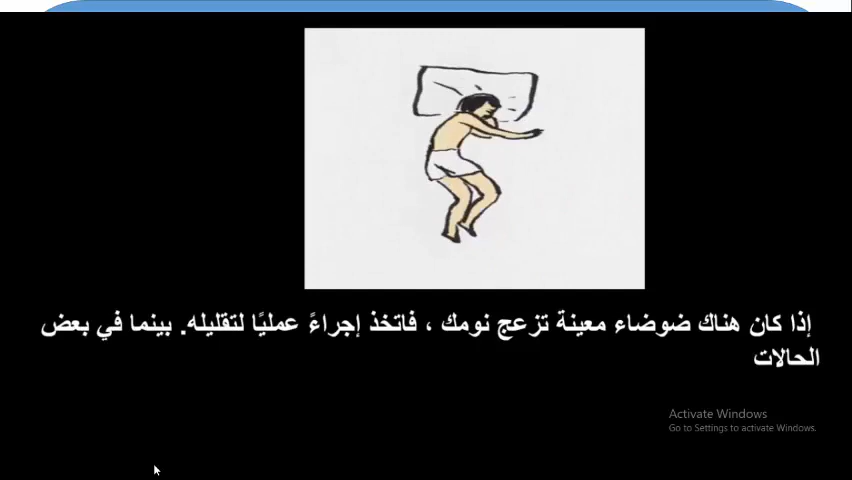 إذا كان هناك ضوضاء معينة تزعج نومك ، فاتخذ إجراءً عمليًا لتقليله. بينما في بعض
الحالات
Activate Windows
Go to Settings to activate Windows.